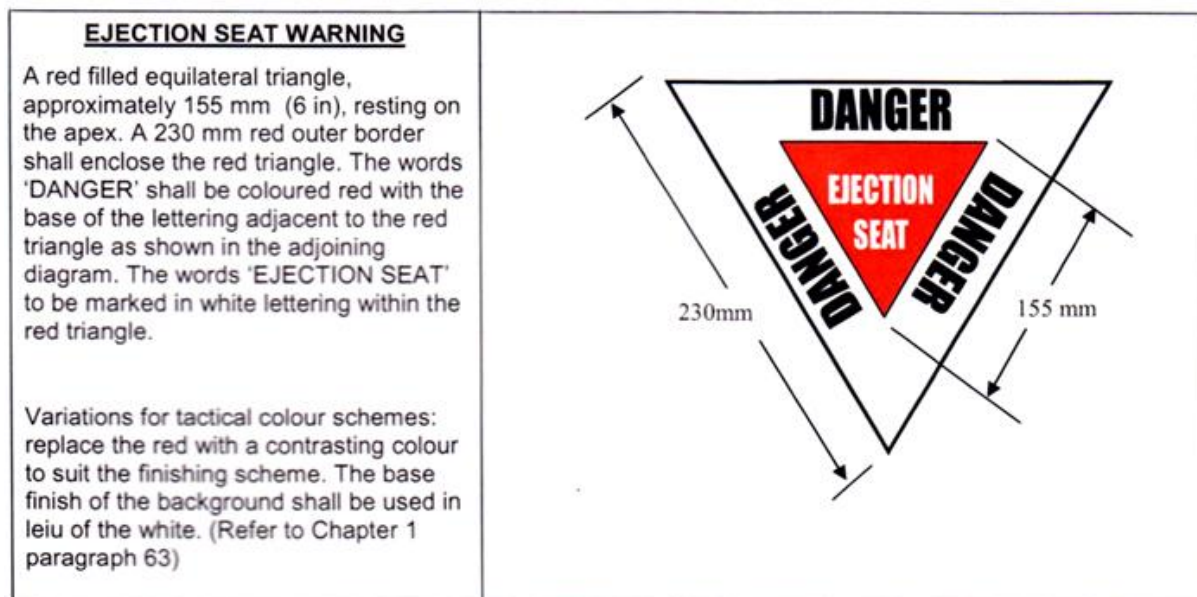 EJECTION SEAT WARNING
A red filled equilateral triangle,
approximately 155 mm (6 in), resting on
the apex. A 230 mm red outer border
shall enclose the red triangle. The words
‘DANGER’ shall be coloured red with the
base of the lettering adjacent to the red
triangle as shown in the adjoining
diagram. The words ‘EJECTION SEAT’
to be marked in white lettering within the
red triangle.
Variations for tactical colour schemes:
replace the red with a contrasting colour
to suit the finishing scheme. The base
finish of the background shall be used in
leiu of the white. (Refer to Chapter 1
paragraph 63)
DANGER
EJECTION
SEAT
DANGER
DANGER
230mm
155 mm